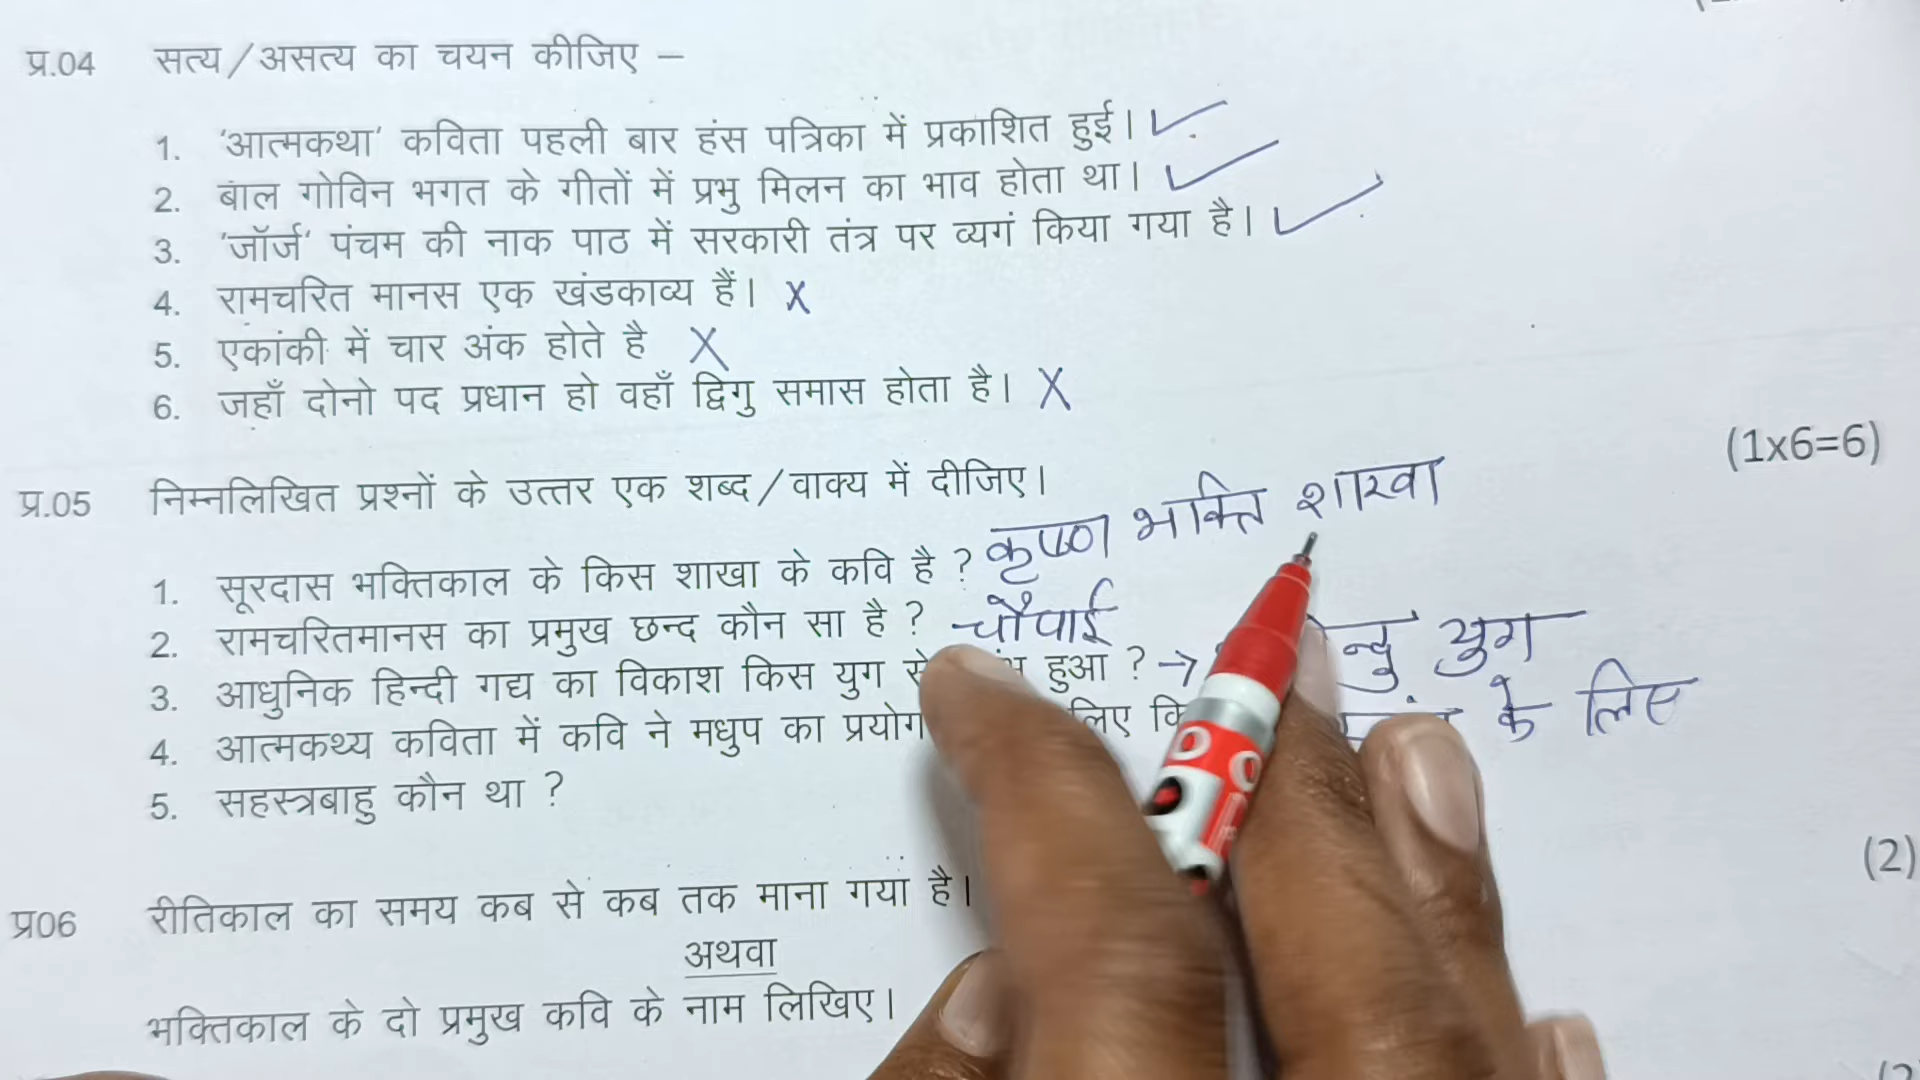 प्र.04 सत्य/असत्य का चयन कीजिए –
1. 'आत्मकथा' कविता पहली बार हंस पत्रिका में प्रकाशित हुई। ✓
2. बाल गोविन भगत के गीतों में प्रभु मिलन का भाव होता था। ✓
3. 'जॉर्ज' पंचम की नाक पाठ में सरकारी तंत्र पर व्यगं किया गया है। ✓
4. रामचरित मानस एक खंडकाव्य हैं। X
5. एकांकी में चार अंक होते है X
6. जहाँ दोनो पद प्रधान हो वहाँ द्विगु समास होता है। X
(1x6=6)
प्र.05 निम्नलिखित प्रश्नों के उत्तर एक शब्द/वाक्य में दीजिए।
1. सूरदास भक्तिकाल के किस शाखा के कवि है ? कृष्ण भक्ति शाखा
2. रामचरितमानस का प्रमुख छन्द कौन सा है ? चौपाई
3. आधुनिक हिन्दी गद्य का विकाश किस युग से हुआ ? → युग
4. आत्मकथ्य कविता में कवि ने मधुप का प्रयोग लिए के लिए
5. सहस्त्रबाहु कौन था ?
(2)
प्र06 रीतिकाल का समय कब से कब तक माना गया है।
अथवा
भक्तिकाल के दो प्रमुख कवि के नाम लिखिए।